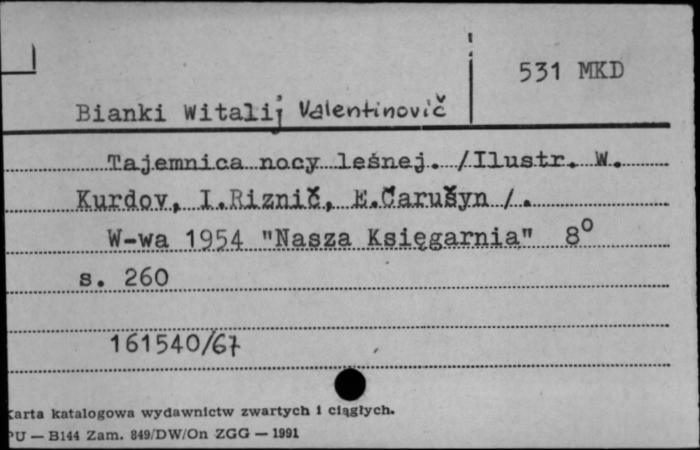 531 MKD
Bianki Witalij Valentinovič
Tajemnica nocy leśnej. /Ilustr. W.
Kurdov, I.Riznič, E.Čarušyn /.
W-wa 1954 "Nasza Księgarnia" 8°
s. 260
161540/67
Karta katalogowa wydawnictw zwartych i ciągłych.
PU — B144 Zam. 849/DW/On ZGG — 1991